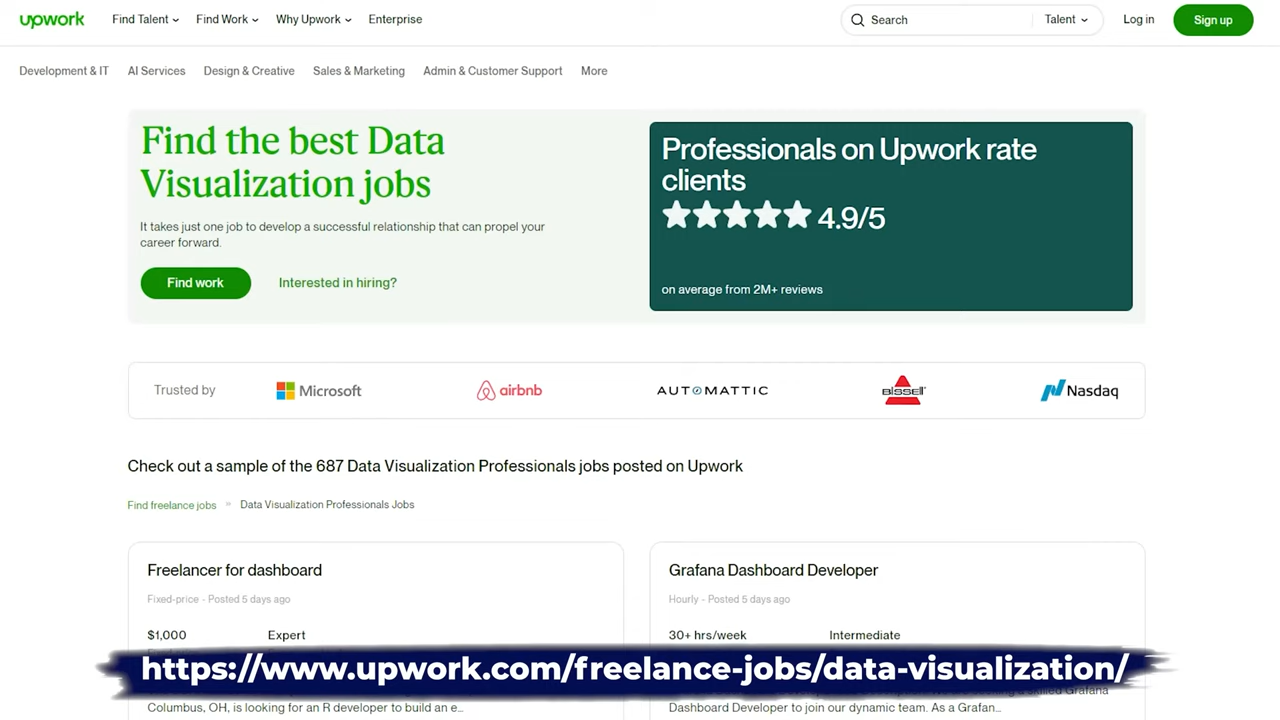 upwork
Find Talent
Find Work
Why Upwork
Enterprise
Search
Talent
Log in
Sign up
Development & IT
AI Services
Design & Creative
Sales & Marketing
Admin & Customer Support
More
Find the best Data
Visualization jobs
It takes just one job to develop a successful relationship that can propel your
career forward.
Find work
Interested in hiring?
Professionals on Upwork rate
clients
4.9/5
on average from 2M+ reviews
Trusted by
Microsoft
airbnb
AUTOMATTIC
BISSELL
Nasdaq
Check out a sample of the 687 Data Visualization Professionals jobs posted on Upwork
Find freelance jobs » Data Visualization Professionals Jobs
Freelancer for dashboard
Fixed-price - Posted 5 days ago
$1,000
Expert
Columbus, OH, is looking for an R developer to build an e...
Grafana Dashboard Developer
Hourly - Posted 5 days ago
30+ hrs/week
Intermediate
skilled Grafana
Dashboard Developer to join our dynamic team. As a Grafan...
https://www.upwork.com/freelance-jobs/data-visualization/